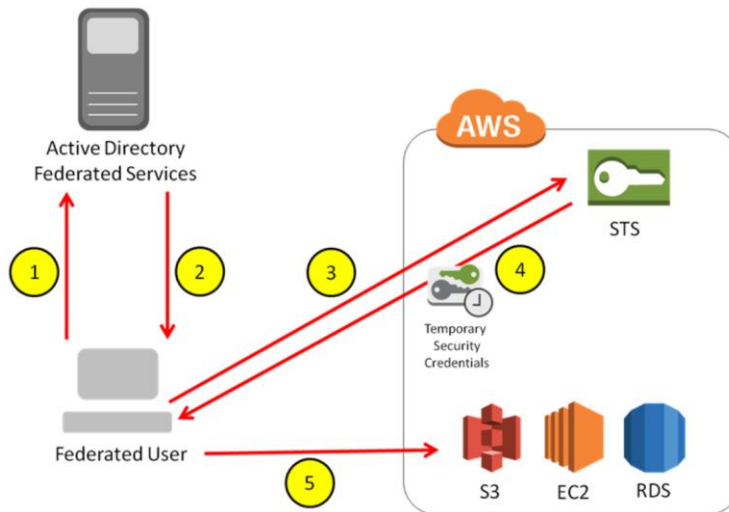 Active Directory
Federated Services
AWS
STS
1
2
3
4
Temporary
Security
Credentials
Federated User
5
S3
EC2
RDS